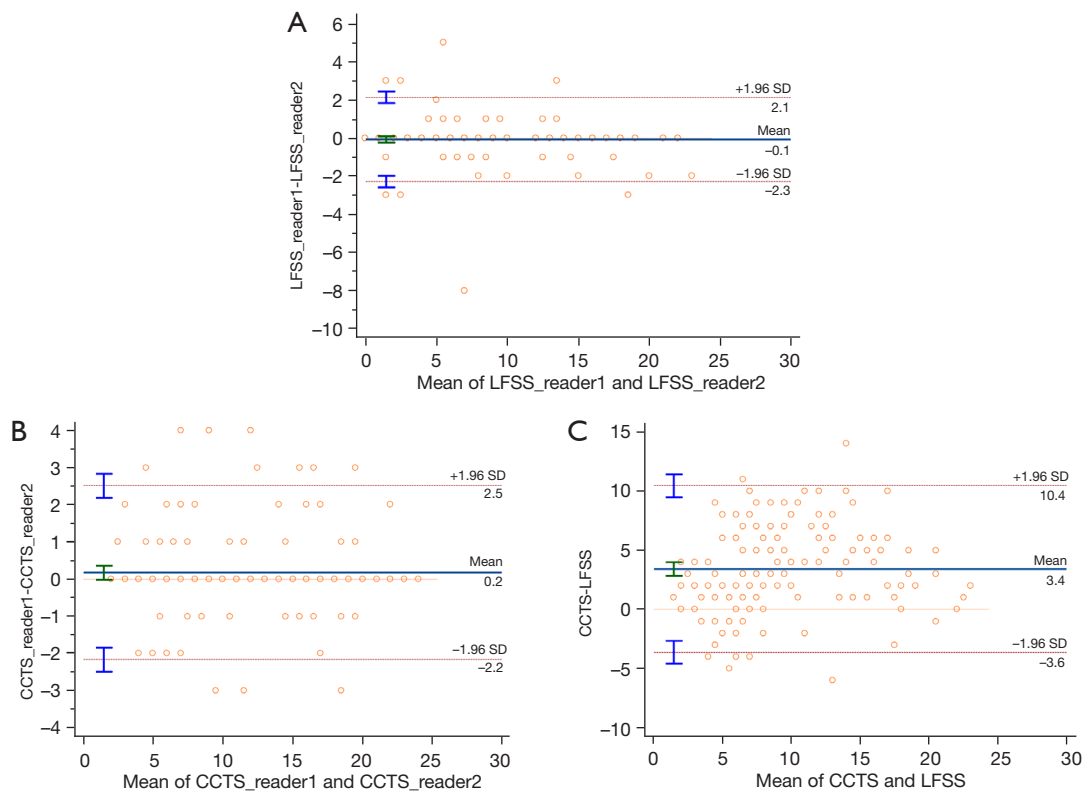 A
6
4
2
0
−2
−4
−6
−8
−10
LFSS_reader1-LFSS_reader2
+1.96 SD
2.1
Mean
−0.1
−1.96 SD
−2.3
0 5 10 15 20 25 30
Mean of LFSS_reader1 and LFSS_reader2
B
4
3
2
1
0
−1
−2
−3
−4
CCTS_reader1-CCTS_reader2
+1.96 SD
2.5
Mean
0.2
−1.96 SD
−2.2
0 5 10 15 20 25 30
Mean of CCTS_reader1 and CCTS_reader2
C
15
10
5
0
−5
−10
CCTS-LFSS
+1.96 SD
10.4
Mean
3.4
−1.96 SD
−3.6
0 5 10 15 20 25 30
Mean of CCTS and LFSS